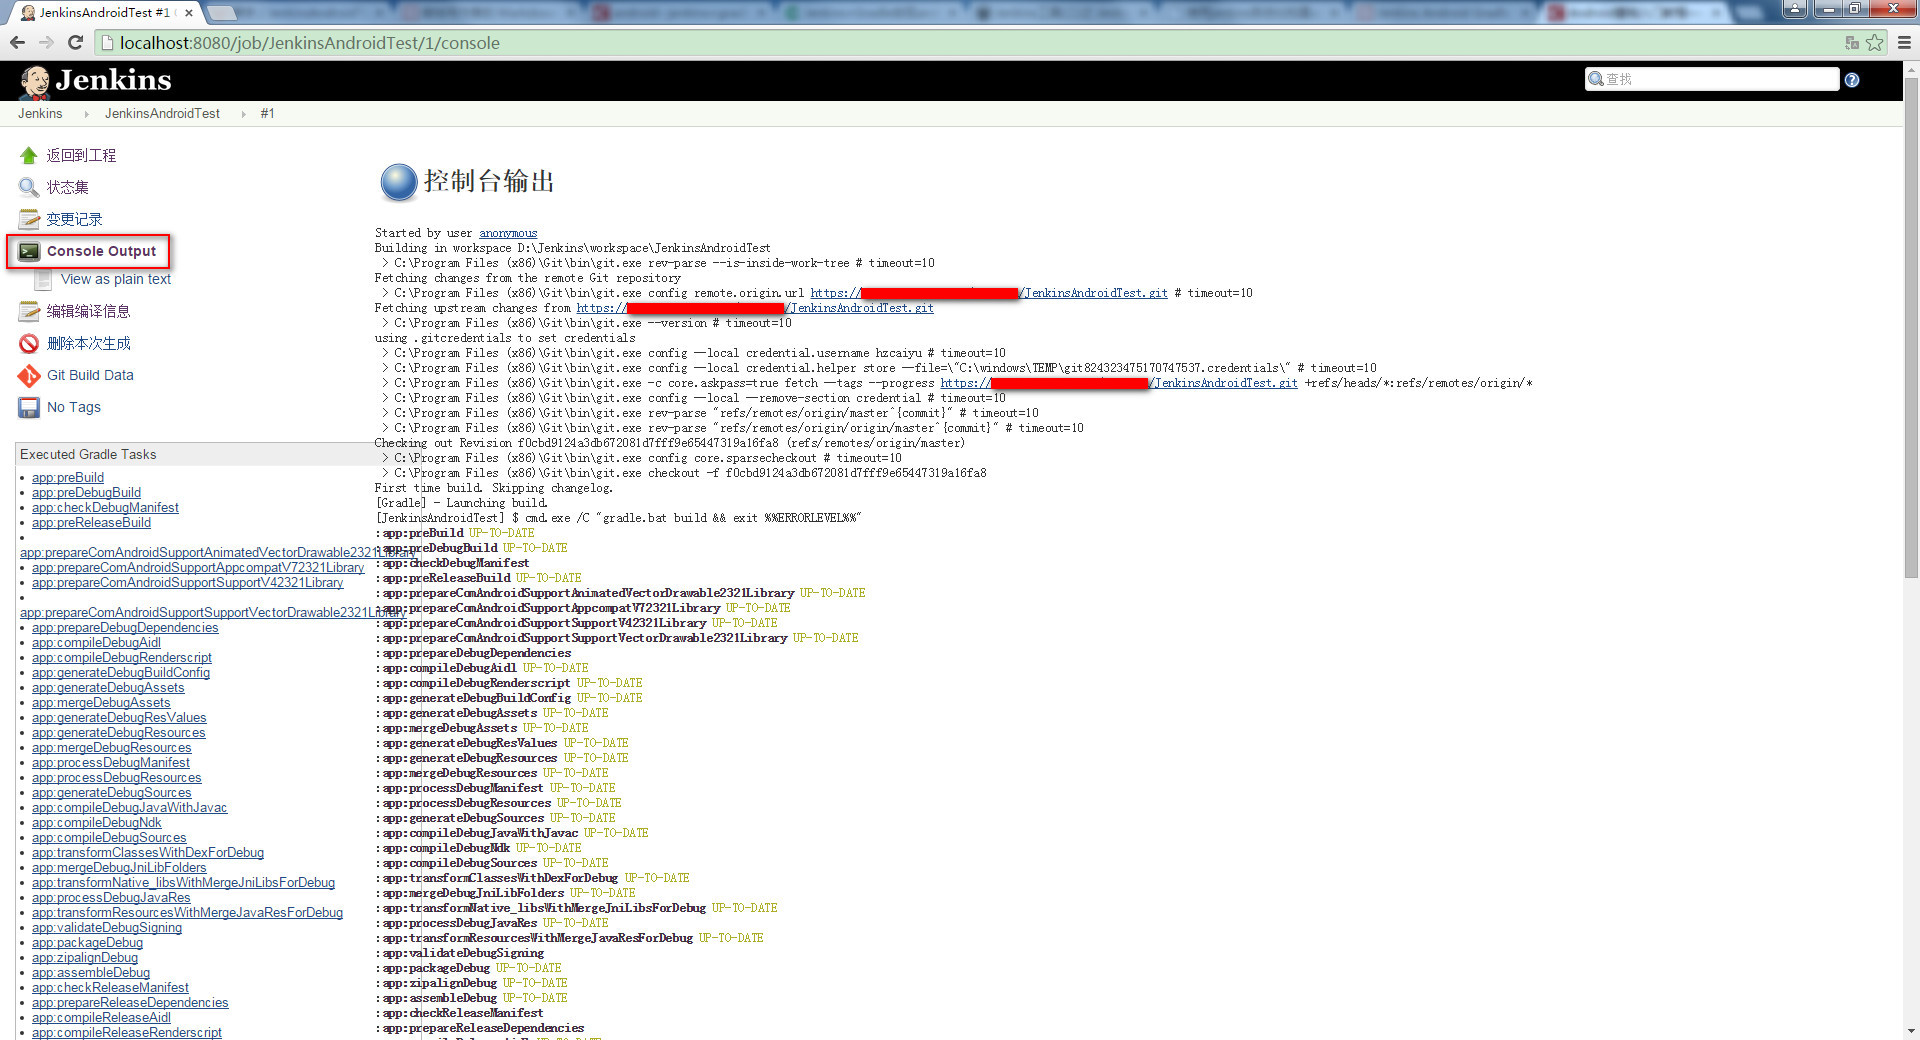 JenkinsAndroidTest #1
localhost:8080/job/JenkinsAndroidTest/1/console
Jenkins
查找
Jenkins
JenkinsAndroidTest
#1
返回到工程
状态集
变更记录
Console Output
View as plain text
编辑编译信息
删除本次生成
Git Build Data
No Tags
Executed Gradle Tasks
app:preBuild
app:preDebugBuild
app:checkDebugManifest
app:preReleaseBuild
app:prepareComAndroidSupportAnimatedVectorDrawable2321Library
app:prepareComAndroidSupportAppcompatV72321Library
app:prepareComAndroidSupportSupportV42321Library
app:prepareComAndroidSupportSupportVectorDrawable2321Library
app:prepareDebugDependencies
app:compileDebugAidl
app:compileDebugRenderscript
app:generateDebugBuildConfig
app:generateDebugAssets
app:mergeDebugAssets
app:generateDebugResValues
app:generateDebugResources
app:mergeDebugResources
app:processDebugManifest
app:processDebugResources
app:generateDebugSources
app:compileDebugJavaWithJavac
app:compileDebugNdk
app:compileDebugSources
app:transformClassesWithDexForDebug
app:mergeDebugJniLibFolders
app:transformNative_libsWithMergeJniLibsForDebug
app:processDebugJavaRes
app:transformResourcesWithMergeJavaResForDebug
app:validateDebugSigning
app:packageDebug
app:zipalignDebug
app:assembleDebug
app:checkReleaseManifest
app:prepareReleaseDependencies
app:compileReleaseAidl
app:compileReleaseRenderscript
控制台输出
Started by user anonymous
Building in workspace D:\Jenkins\workspace\JenkinsAndroidTest
> C:\Program Files (x86)\Git\bin\git.exe rev-parse --is-inside-work-tree # timeout=10
Fetching changes from the remote Git repository
> C:\Program Files (x86)\Git\bin\git.exe config remote.origin.url https:// /JenkinsAndroidTest.git # timeout=10
Fetching upstream changes from https:// /JenkinsAndroidTest.git
> C:\Program Files (x86)\Git\bin\git.exe --version # timeout=10
using .gitcredentials to set credentials
> C:\Program Files (x86)\Git\bin\git.exe config --local credential.username hzcaiyu # timeout=10
> C:\Program Files (x86)\Git\bin\git.exe config --local credential.helper store --file=\"C:\windows\TEMP\git824323475170747537.credentials\" # timeout=10
> C:\Program Files (x86)\Git\bin\git.exe -c core.askpass=true fetch --tags --progress https:// /JenkinsAndroidTest.git +refs/heads/*:refs/remotes/origin/*
> C:\Program Files (x86)\Git\bin\git.exe config --local --remove-section credential # timeout=10
> C:\Program Files (x86)\Git\bin\git.exe rev-parse "refs/remotes/origin/master^{commit}" # timeout=10
> C:\Program Files (x86)\Git\bin\git.exe rev-parse "refs/remotes/origin/origin/master^{commit}" # timeout=10
Checking out Revision f0cbd9124a3db672081d7fff9e65447319a16fa8 (refs/remotes/origin/master)
> C:\Program Files (x86)\Git\bin\git.exe config core.sparsecheckout # timeout=10
> C:\Program Files (x86)\Git\bin\git.exe checkout -f f0cbd9124a3db672081d7fff9e65447319a16fa8
First time build. Skipping changelog.
[Gradle] - Launching build.
[JenkinsAndroidTest] $ cmd.exe /C "gradle.bat build && exit %%ERRORLEVEL%%"
:app:preBuild UP-TO-DATE
:app:preDebugBuild UP-TO-DATE
:app:checkDebugManifest
:app:preReleaseBuild UP-TO-DATE
:app:prepareComAndroidSupportAnimatedVectorDrawable2321Library UP-TO-DATE
:app:prepareComAndroidSupportAppcompatV72321Library UP-TO-DATE
:app:prepareComAndroidSupportSupportV42321Library UP-TO-DATE
:app:prepareComAndroidSupportSupportVectorDrawable2321Library UP-TO-DATE
:app:prepareDebugDependencies
:app:compileDebugAidl UP-TO-DATE
:app:compileDebugRenderscript UP-TO-DATE
:app:generateDebugBuildConfig UP-TO-DATE
:app:generateDebugAssets UP-TO-DATE
:app:mergeDebugAssets UP-TO-DATE
:app:generateDebugResValues UP-TO-DATE
:app:generateDebugResources UP-TO-DATE
:app:mergeDebugResources UP-TO-DATE
:app:processDebugManifest UP-TO-DATE
:app:processDebugResources UP-TO-DATE
:app:generateDebugSources UP-TO-DATE
:app:compileDebugJavaWithJavac UP-TO-DATE
:app:compileDebugNdk UP-TO-DATE
:app:compileDebugSources UP-TO-DATE
:app:transformClassesWithDexForDebug UP-TO-DATE
:app:mergeDebugJniLibFolders UP-TO-DATE
:app:transformNative_libsWithMergeJniLibsForDebug UP-TO-DATE
:app:processDebugJavaRes UP-TO-DATE
:app:transformResourcesWithMergeJavaResForDebug UP-TO-DATE
:app:validateDebugSigning
:app:packageDebug UP-TO-DATE
:app:zipalignDebug UP-TO-DATE
:app:assembleDebug UP-TO-DATE
:app:checkReleaseManifest
:app:prepareReleaseDependencies